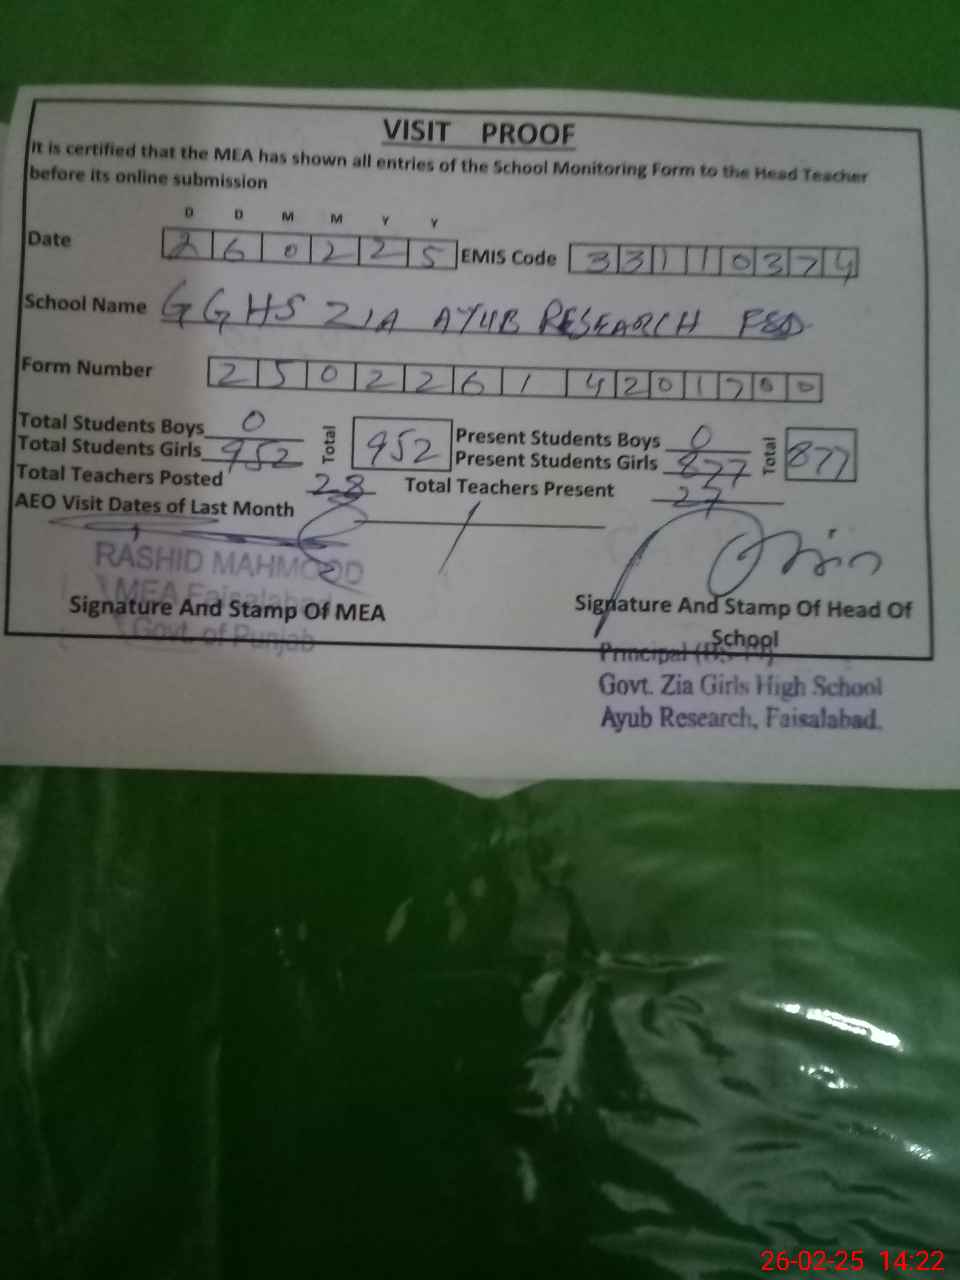 VISIT PROOF
It is certified that the MEA has shown all entries of the School Monitoring Form to the Head Teacher
before its online submission
D D M M Y Y
Date 2 6 0 2 2 5 EMIS Code 3 3 1 1 0 3 7 4
School Name GGHS ZIA AYUB RESEARCH FSD
Form Number 2 5 0 2 2 6 1 4 2 0 1 7 0 0
Total Students Boys 0 Total 952 Present Students Boys 0 Total 877
Total Students Girls 952 Present Students Girls 877
Total Teachers Posted 28 Total Teachers Present 27
AEO Visit Dates of Last Month
RASHID MAHMOOD
MEA Faisalabad
Signature And Stamp Of MEA Signature And Stamp Of Head Of
School
Govt. of Punjab
Principal
Govt. Zia Girls High School
Ayub Research, Faisalabad.
26-02-25 14:22